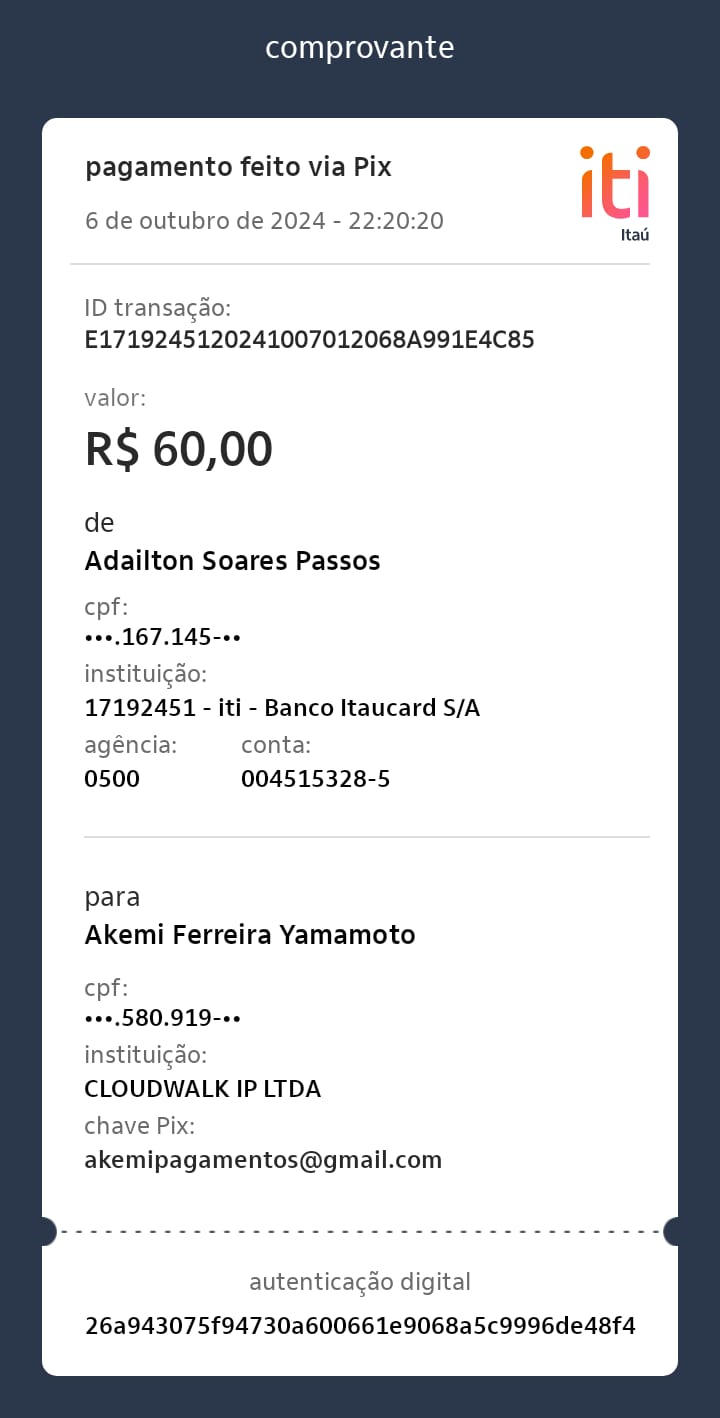 comprovante
pagamento feito via Pix
6 de outubro de 2024 - 22:20:20
iti
Itaú
ID transação:
E1719245120241007012068A991E4C85
valor:
R$ 60,00
de
Adailton Soares Passos
cpf:
•••.167.145-••
instituição:
17192451 - iti - Banco Itaucard S/A
agência: conta:
0500 004515328-5
para
Akemi Ferreira Yamamoto
cpf:
•••.580.919-••
instituição:
CLOUDWALK IP LTDA
chave Pix:
akemipagamentos@gmail.com
autenticação digital
26a943075f94730a600661e9068a5c9996de48f4